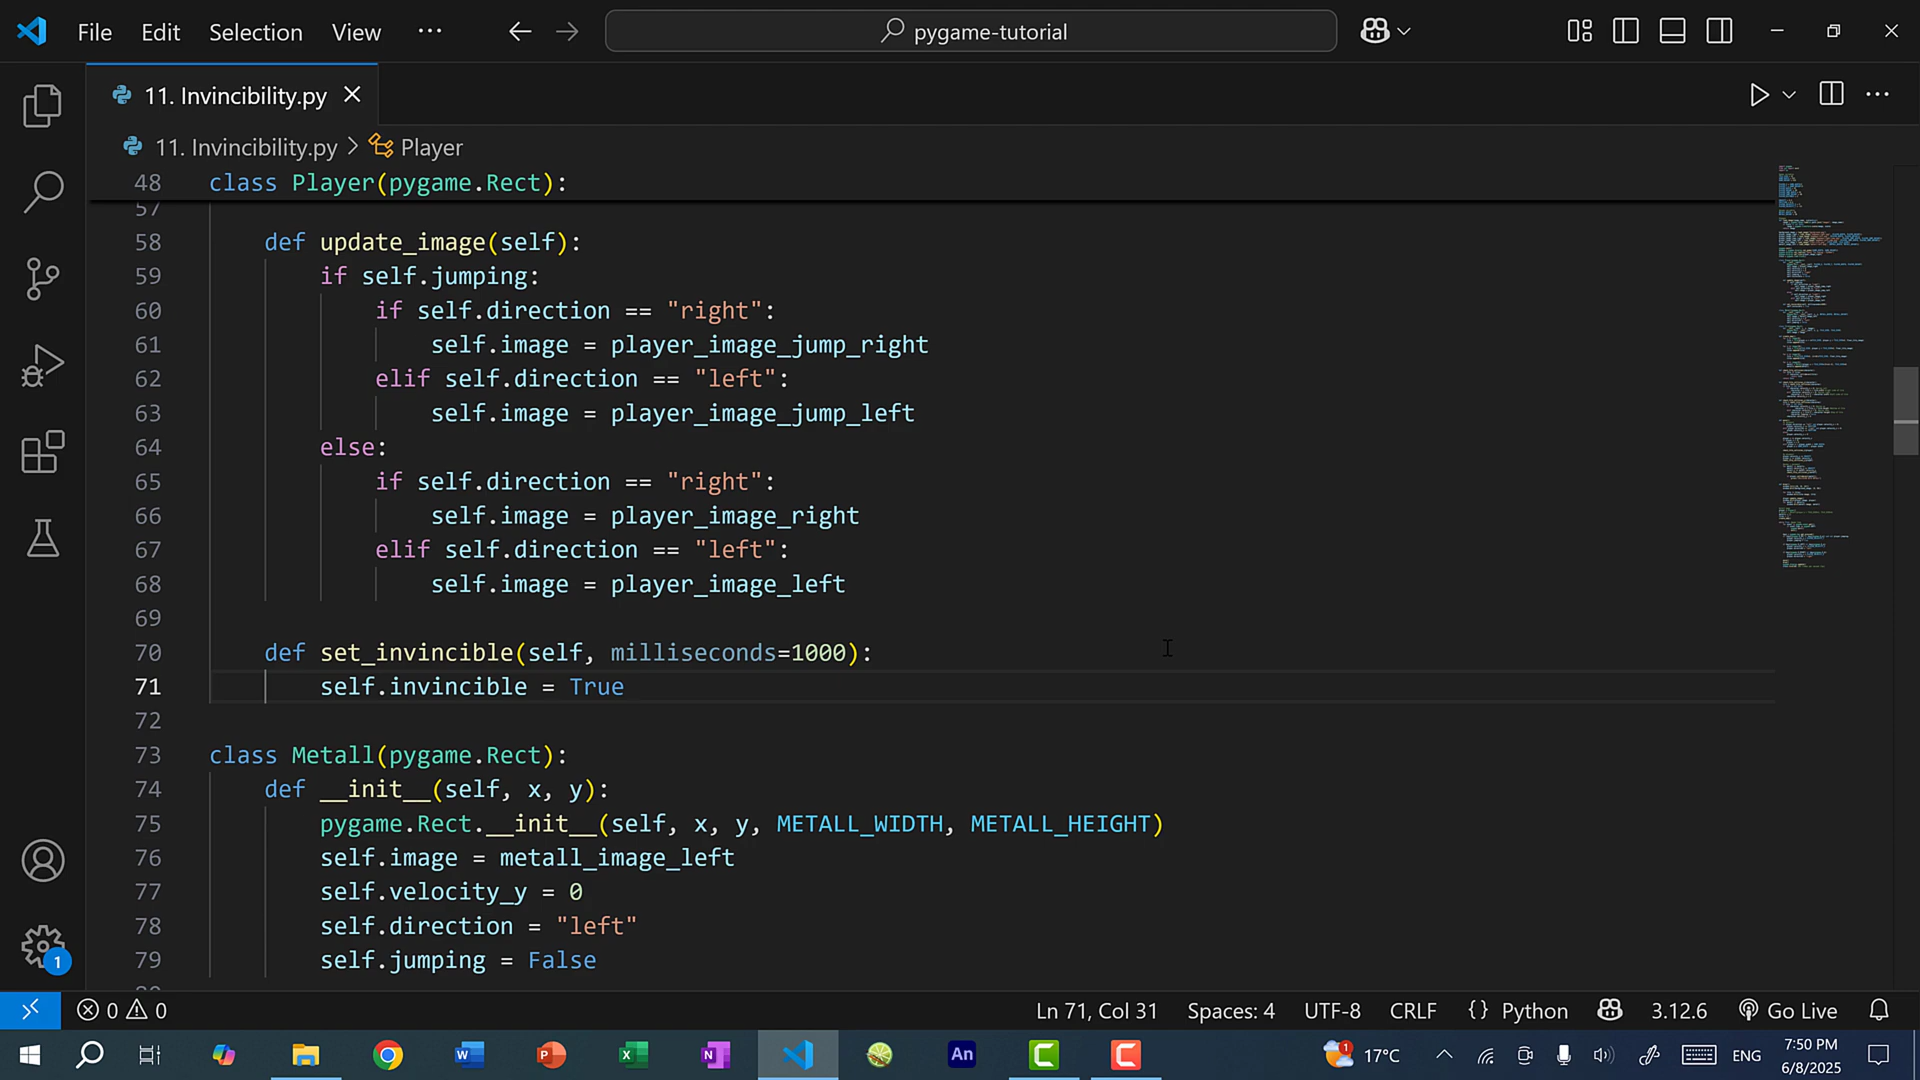 File Edit Selection View ··· pygame-tutorial
11. Invincibility.py
11. Invincibility.py > Player
48 class Player(pygame.Rect):
57
58 def update_image(self):
59 if self.jumping:
60 if self.direction == "right":
61 self.image = player_image_jump_right
62 elif self.direction == "left":
63 self.image = player_image_jump_left
64 else:
65 if self.direction == "right":
66 self.image = player_image_right
67 elif self.direction == "left":
68 self.image = player_image_left
69
70 def set_invincible(self, milliseconds=1000):
71 self.invincible = True
72
73 class Metall(pygame.Rect):
74 def __init__(self, x, y):
75 pygame.Rect.__init__(self, x, y, METALL_WIDTH, METALL_HEIGHT)
76 self.image = metall_image_left
77 self.velocity_y = 0
78 self.direction = "left"
79 self.jumping = False
1
0 0 Ln 71, Col 31 Spaces: 4 UTF-8 CRLF {} Python 3.12.6 Go Live
W P X N An 1 17°C ENG 7:50 PM
6/8/2025